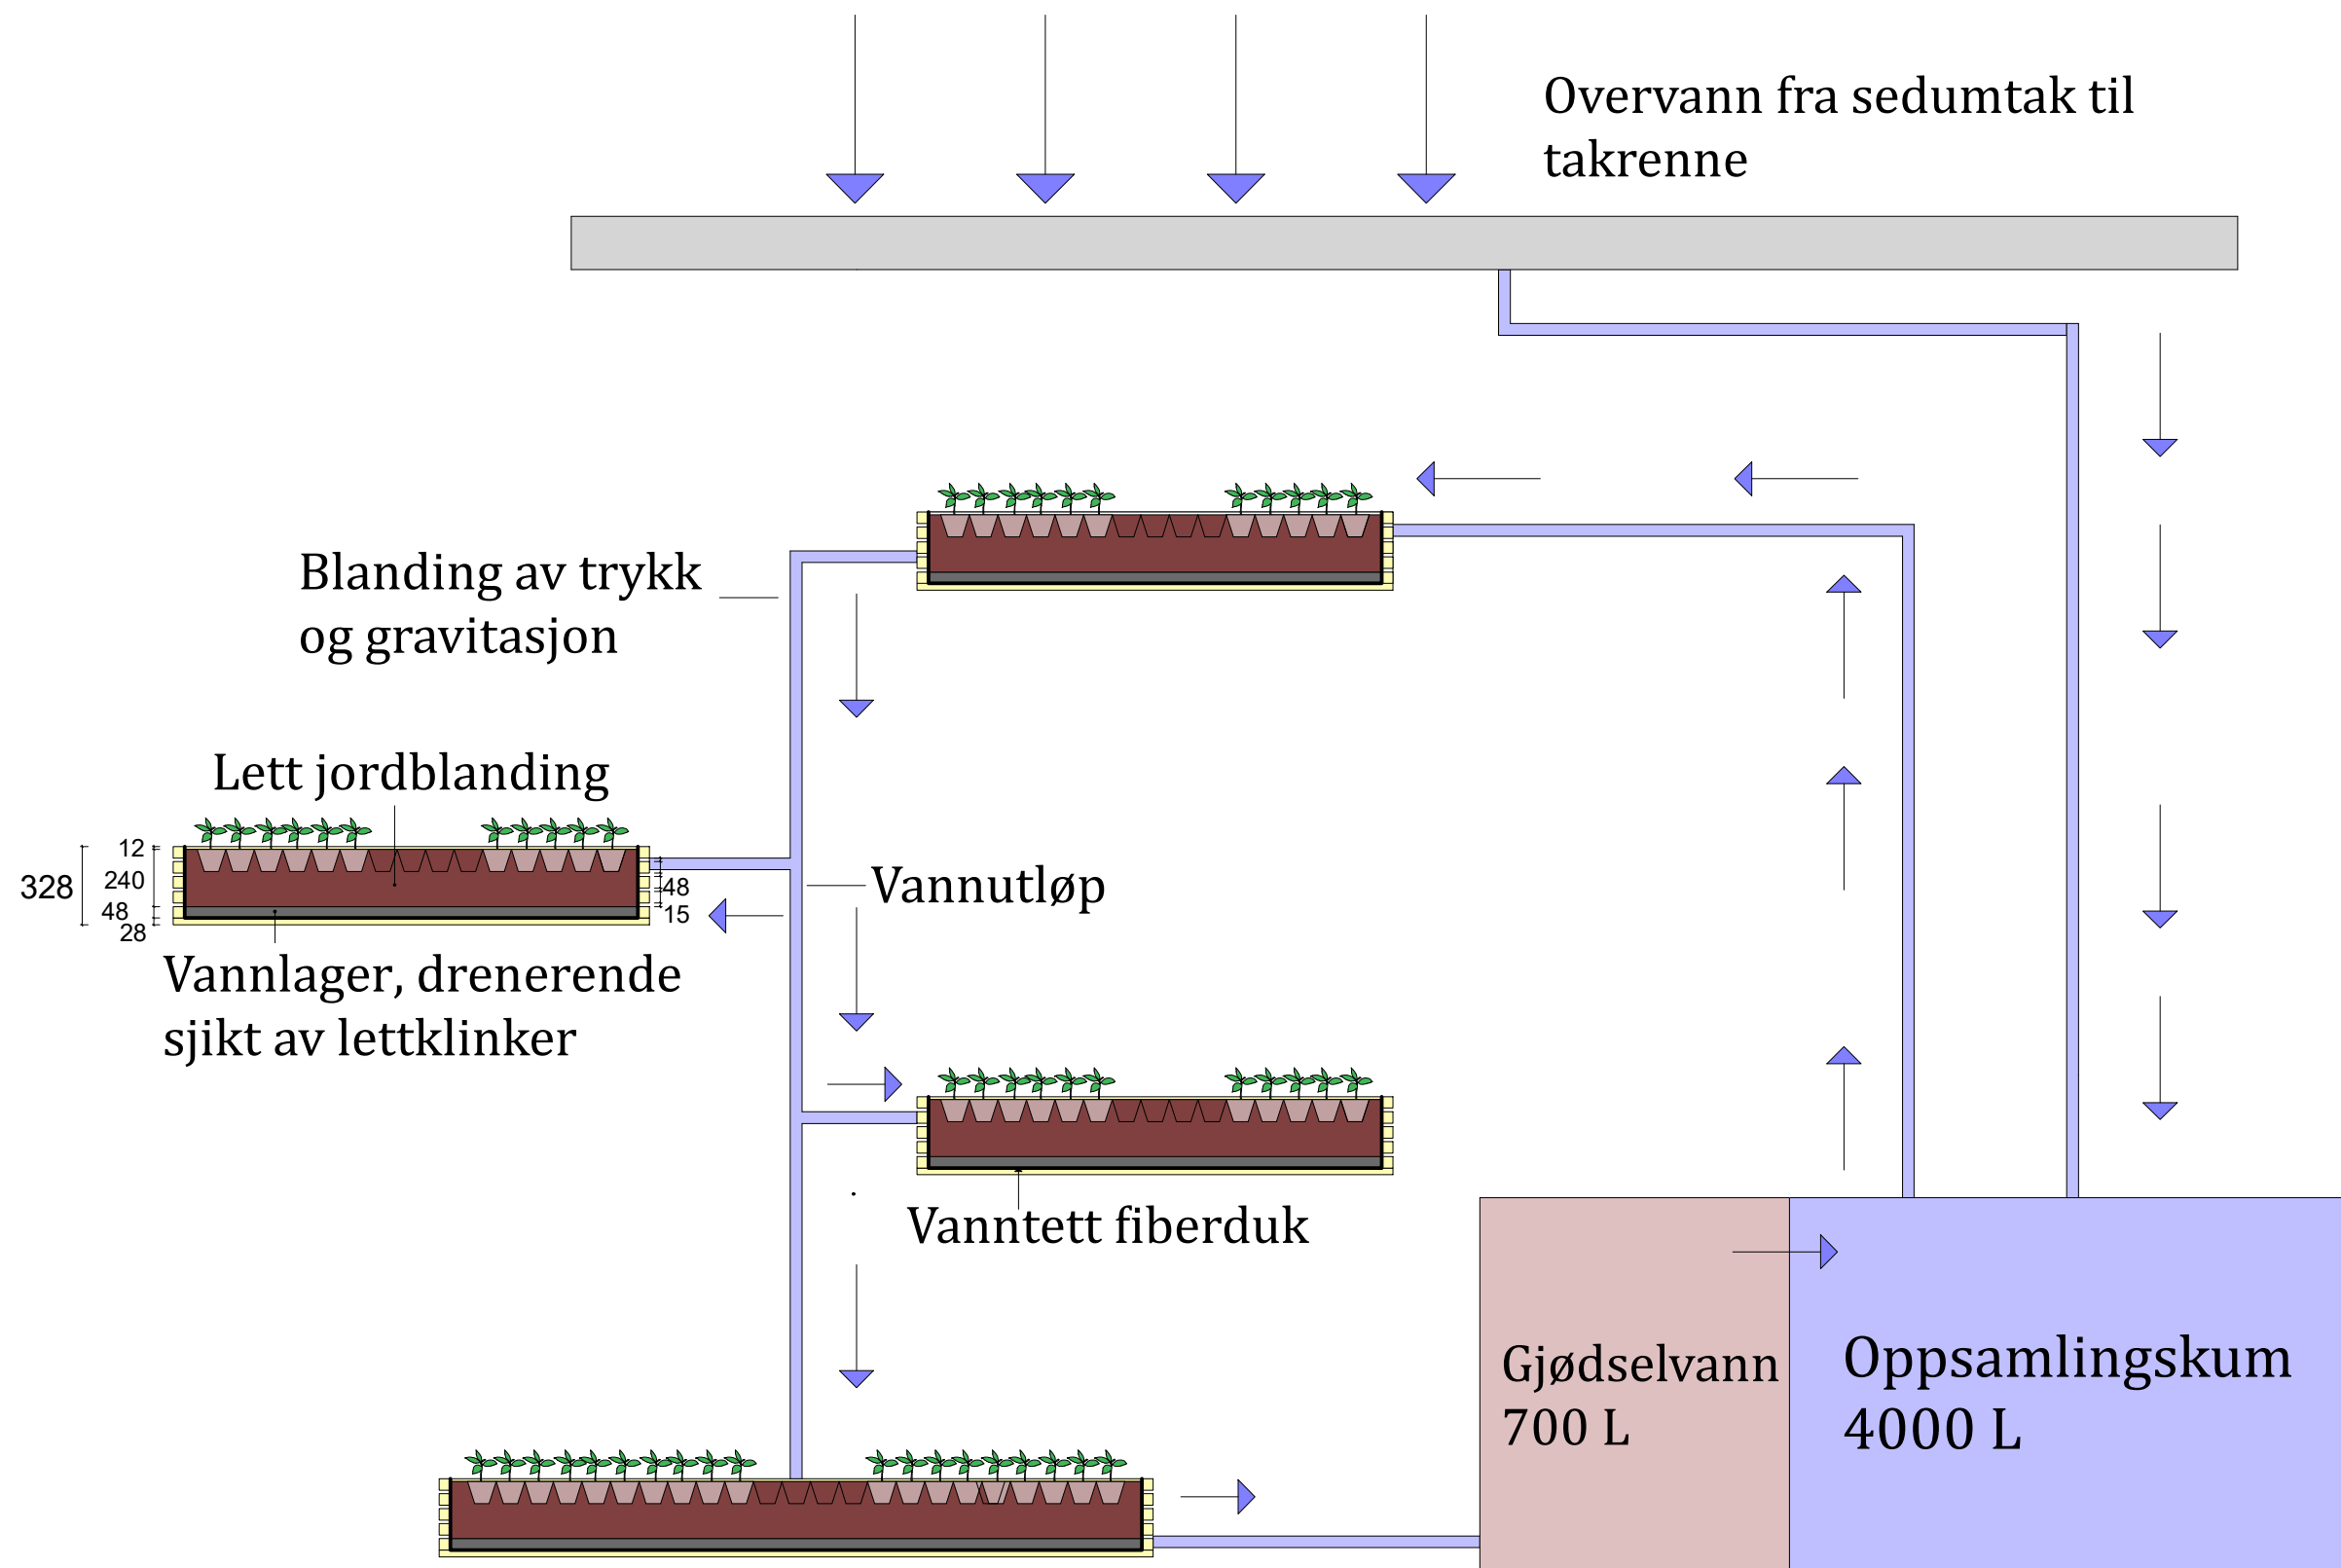 Overvann fra sedumtak til
takrenne
Blanding av trykk
og gravitasjon
Lett jordblanding
328
12
240
48
28
48
15
Vannutløp
Vannlager, drenerende
sjikt av lettklinker
Vanntett fiberduk
Gjødselvann
700 L
Oppsamlingskum
4000 L